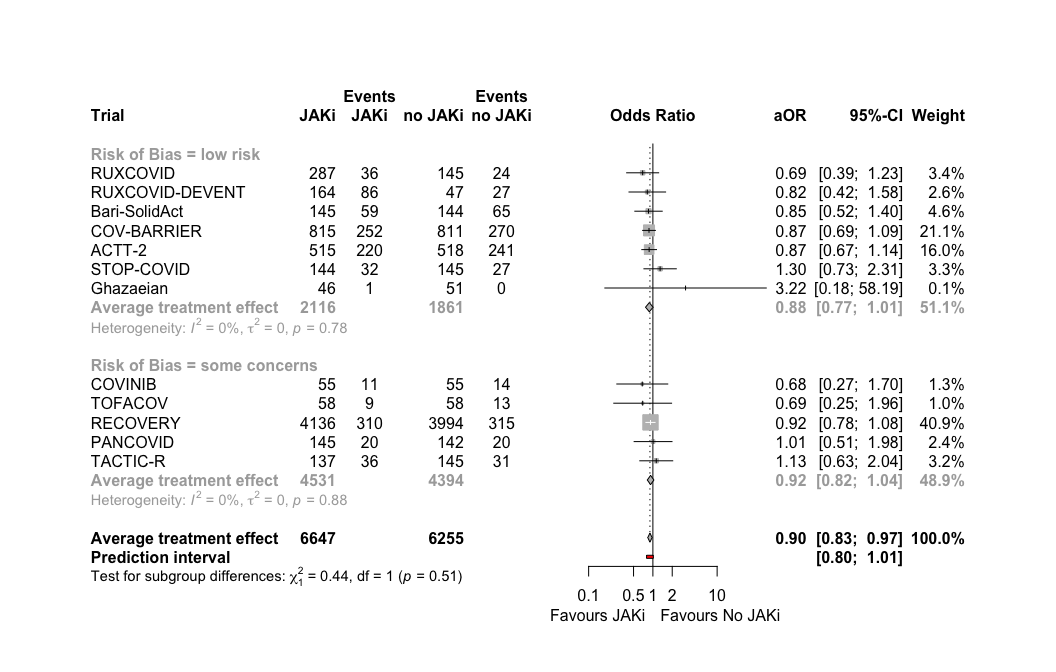 Events Events
Trial JAKi JAKi no JAKi no JAKi Odds Ratio aOR 95%-CI Weight
Risk of Bias = low risk
RUXCOVID 287 36 145 24 0.69 [0.39; 1.23] 3.4%
RUXCOVID-DEVENT 164 86 47 27 0.82 [0.42; 1.58] 2.6%
Bari-SolidAct 145 59 144 65 0.85 [0.52; 1.40] 4.6%
COV-BARRIER 815 252 811 270 0.87 [0.69; 1.09] 21.1%
ACTT-2 515 220 518 241 0.87 [0.67; 1.14] 16.0%
STOP-COVID 144 32 145 27 1.30 [0.73; 2.31] 3.3%
Ghazaeian 46 1 51 0 3.22 [0.18; 58.19] 0.1%
Average treatment effect 2116 1861 0.88 [0.77; 1.01] 51.1%
Heterogeneity: I² = 0%, τ² = 0, p = 0.78
Risk of Bias = some concerns
COVINIB 55 11 55 14 0.68 [0.27; 1.70] 1.3%
TOFACOV 58 9 58 13 0.69 [0.25; 1.96] 1.0%
RECOVERY 4136 310 3994 315 0.92 [0.78; 1.08] 40.9%
PANCOVID 145 20 142 20 1.01 [0.51; 1.98] 2.4%
TACTIC-R 137 36 145 31 1.13 [0.63; 2.04] 3.2%
Average treatment effect 4531 4394 0.92 [0.82; 1.04] 48.9%
Heterogeneity: I² = 0%, τ² = 0, p = 0.88
Average treatment effect 6647 6255 0.90 [0.83; 0.97] 100.0%
Prediction interval [0.80; 1.01]
Test for subgroup differences: χ²₁ = 0.44, df = 1 (p = 0.51)
0.1 0.5 1 2 10
Favours JAKi Favours No JAKi